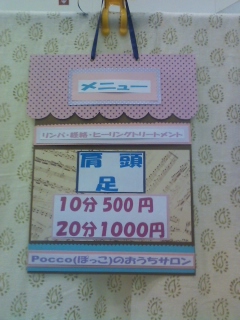 メニュー
リンパ・経絡・ヒーリングトリートメント
肩 頭
足
10分 500円
20分 1000円
Pocco(ぽっこ)のおうちサロン